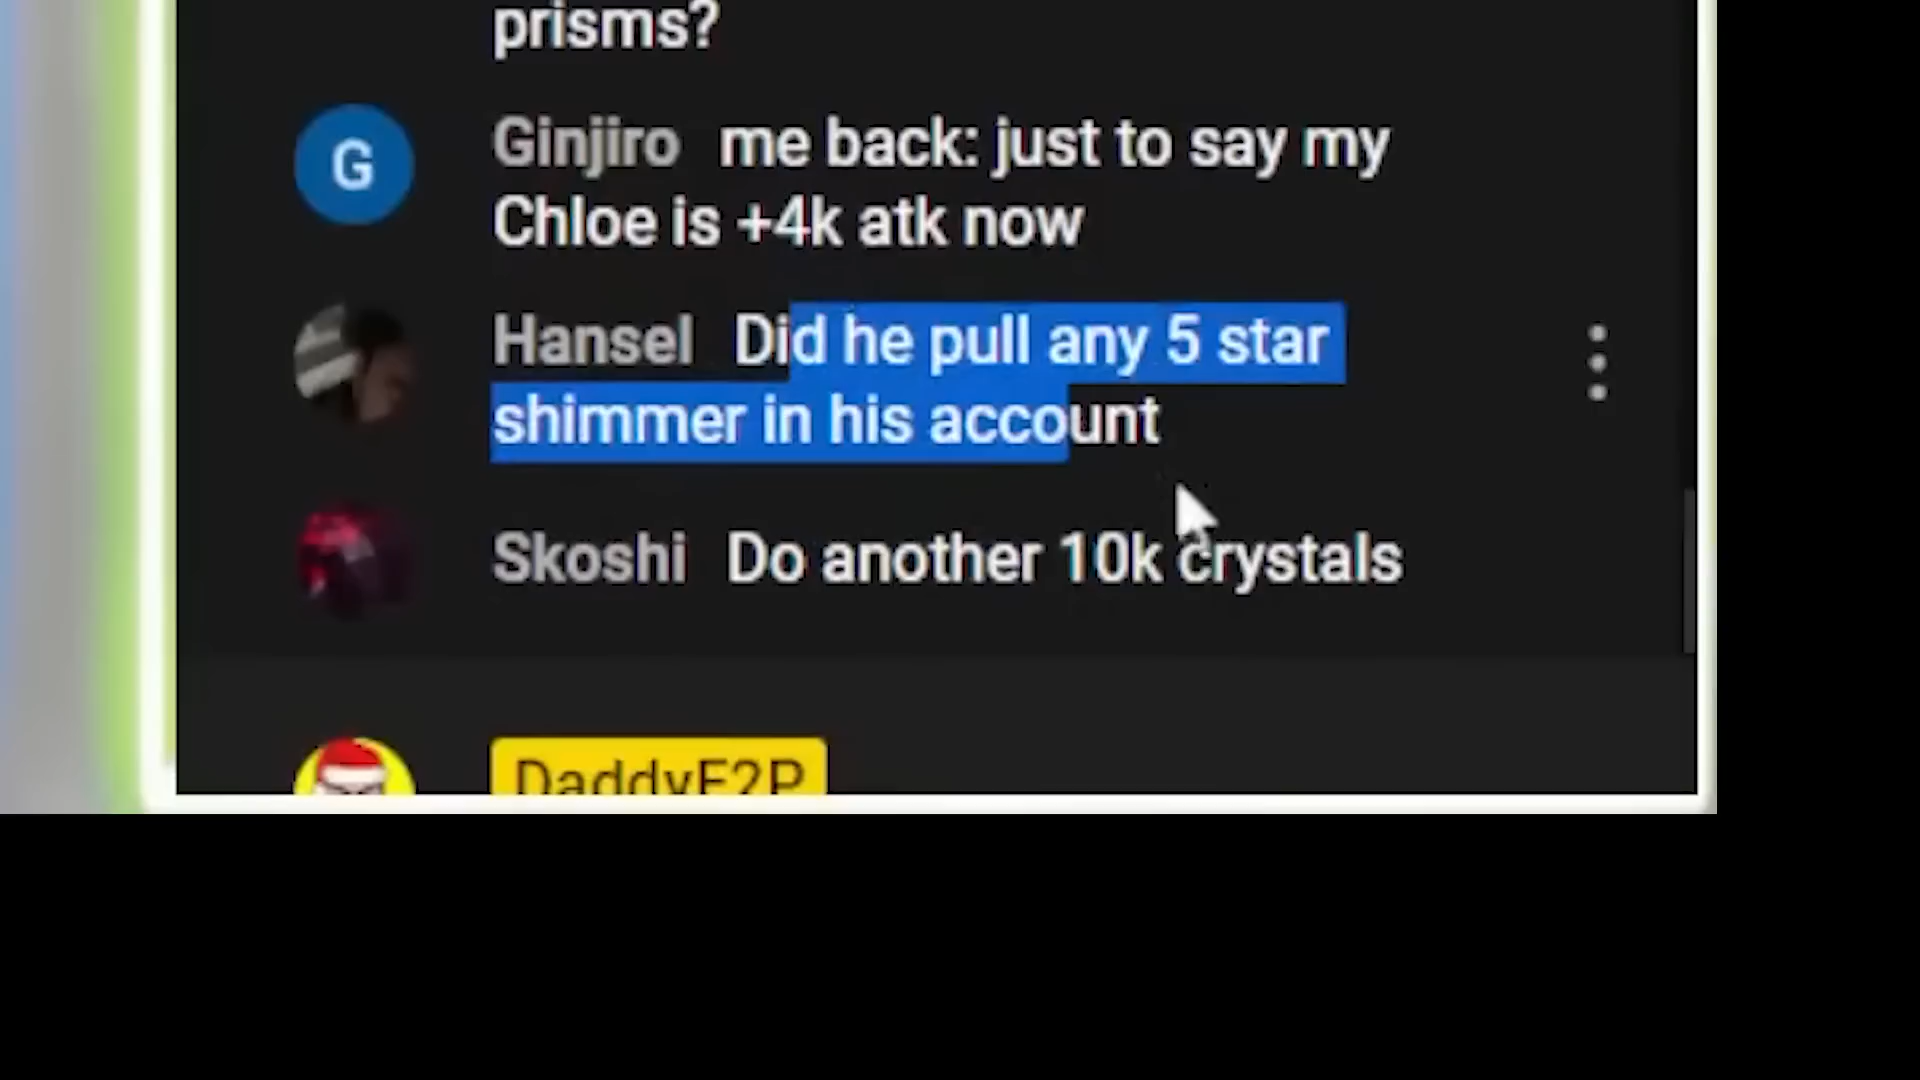 prisms?
G
Ginjiro me back: just to say my
Chloe is +4k atk now
Hansel Did he pull any 5 star
shimmer in his account
Skoshi Do another 10k crystals
DaddyF2P